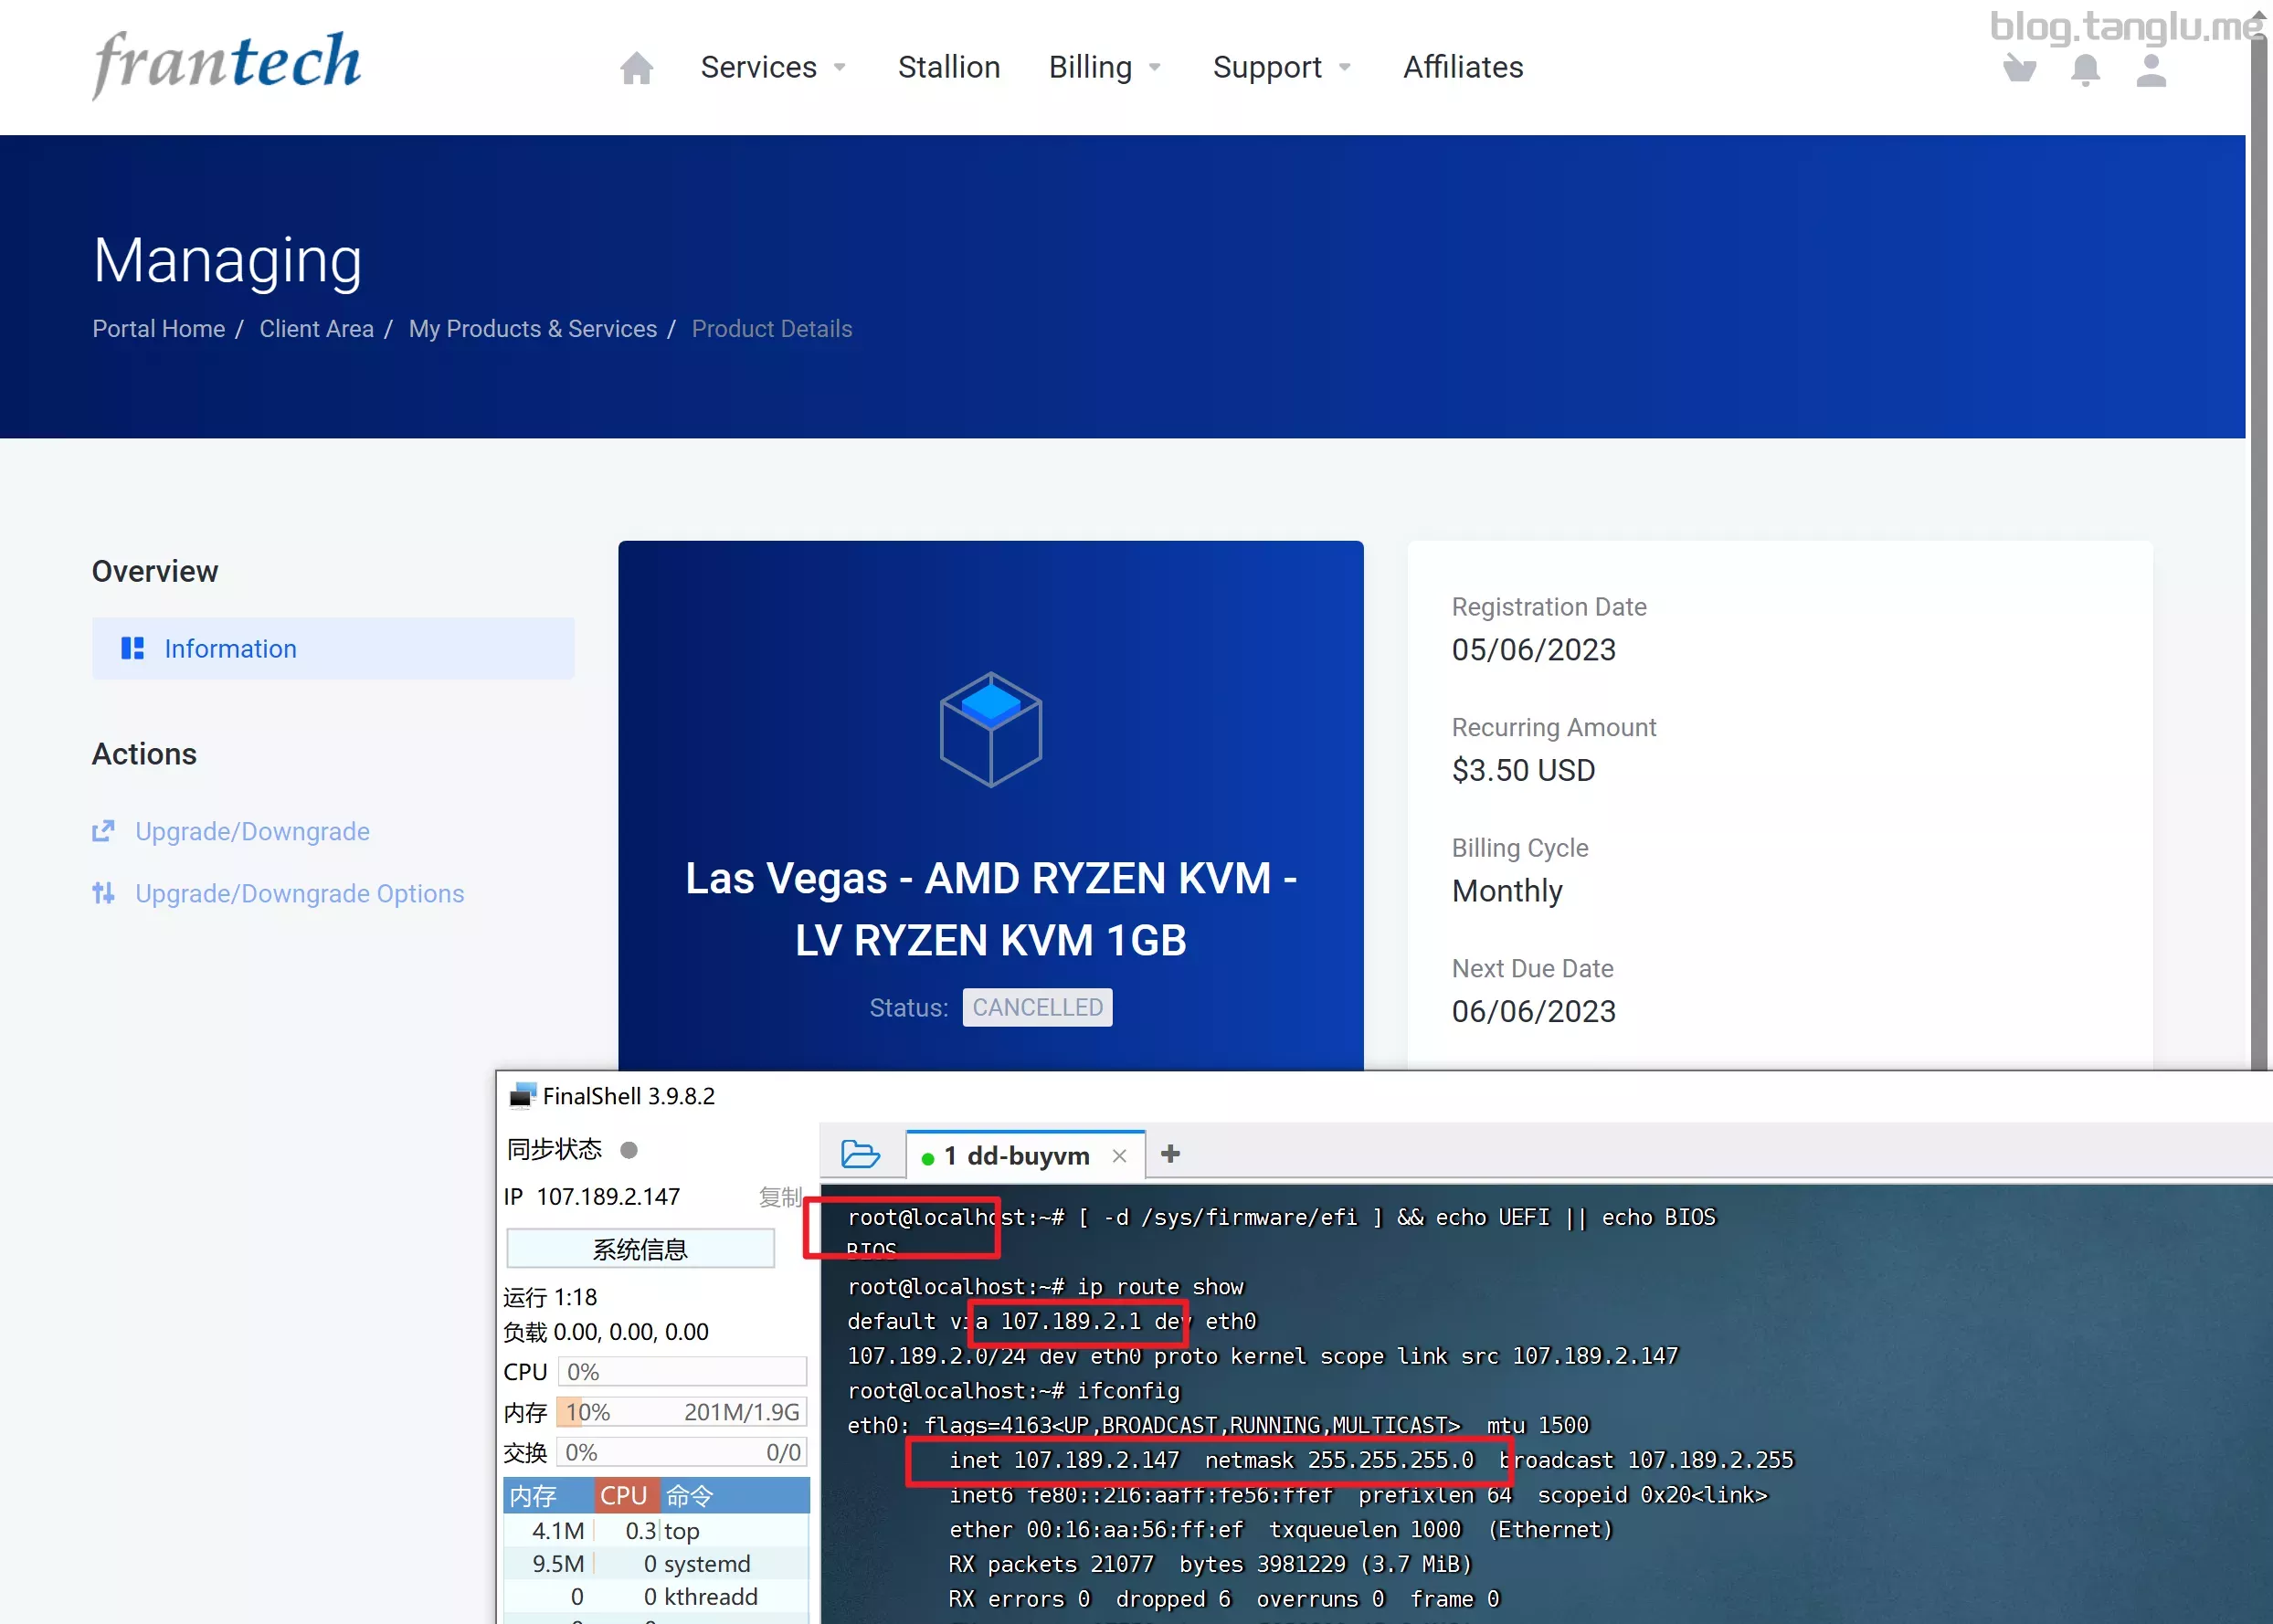 blog.tanglu.me
frantech
Services
Stallion
Billing
Support
Affiliates
Managing
Portal Home / Client Area / My Products & Services / Product Details
Overview
Information
Actions
Upgrade/Downgrade
Upgrade/Downgrade Options
Las Vegas - AMD RYZEN KVM -
LV RYZEN KVM 1GB
Status: CANCELLED
Registration Date
05/06/2023
Recurring Amount
$3.50 USD
Billing Cycle
Monthly
Next Due Date
06/06/2023
FinalShell 3.9.8.2
同步状态
IP 107.189.2.147 复制
系统信息
运行 1:18
负载 0.00, 0.00, 0.00
CPU 0%
内存 10% 201M/1.9G
交换 0% 0/0
内存 CPU 命令
4.1M 0.3 top
9.5M 0 systemd
0 0 kthreadd
1 dd-buyvm
root@localhost:~# [ -d /sys/firmware/efi ] && echo UEFI || echo BIOS
BIOS
root@localhost:~# ip route show
default via 107.189.2.1 dev eth0
107.189.2.0/24 dev eth0 proto kernel scope link src 107.189.2.147
root@localhost:~# ifconfig
eth0: flags=4163<UP,BROADCAST,RUNNING,MULTICAST> mtu 1500
inet 107.189.2.147 netmask 255.255.255.0 broadcast 107.189.2.255
inet6 fe80::216:aaff:fe56:ffef prefixlen 64 scopeid 0x20<link>
ether 00:16:aa:56:ff:ef txqueuelen 1000 (Ethernet)
RX packets 21077 bytes 3981229 (3.7 MiB)
RX errors 0 dropped 6 overruns 0 frame 0